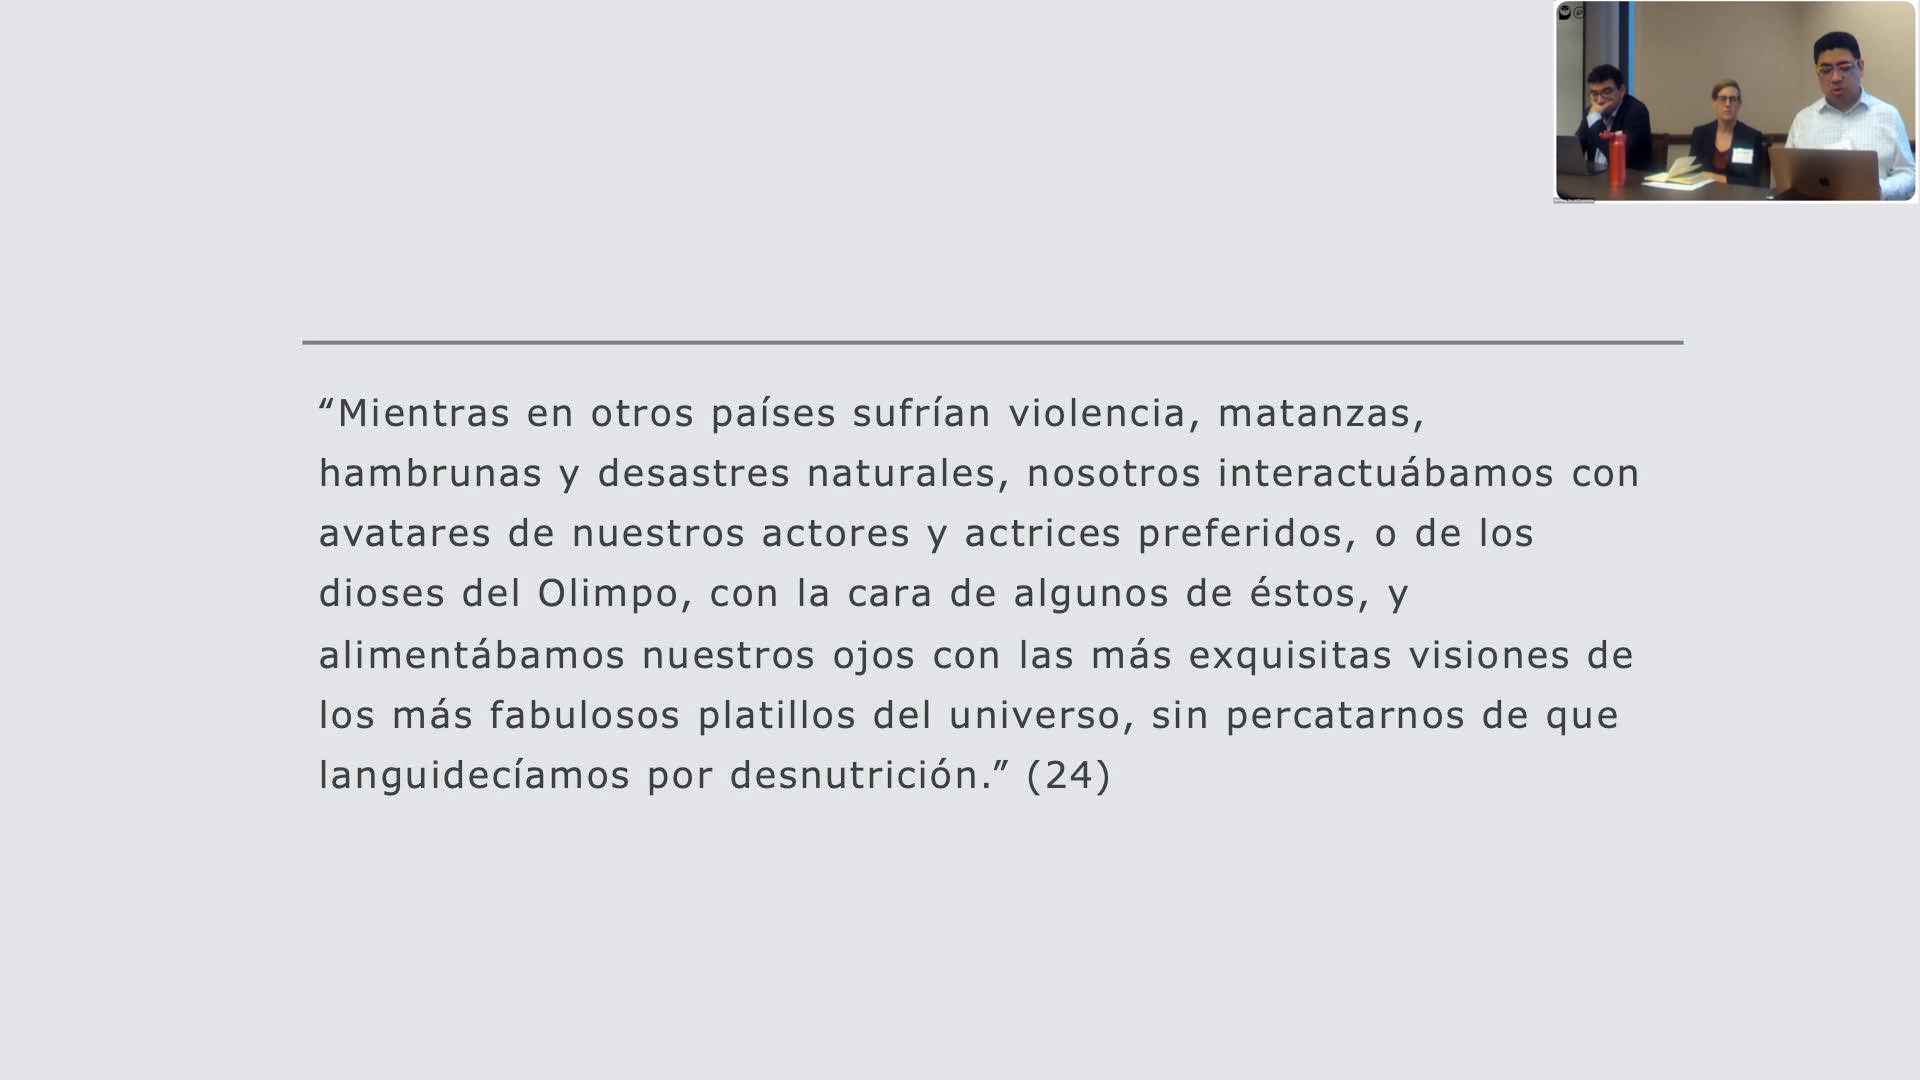 “Mientras en otros países sufrían violencia, matanzas,
hambrunas y desastres naturales, nosotros interactuábamos con
avatares de nuestros actores y actrices preferidos, o de los
dioses del Olimpo, con la cara de algunos de éstos, y
alimentábamos nuestros ojos con las más exquisitas visiones de
los más fabulosos platillos del universo, sin percatarnos de que
languidecíamos por desnutrición.” (24)